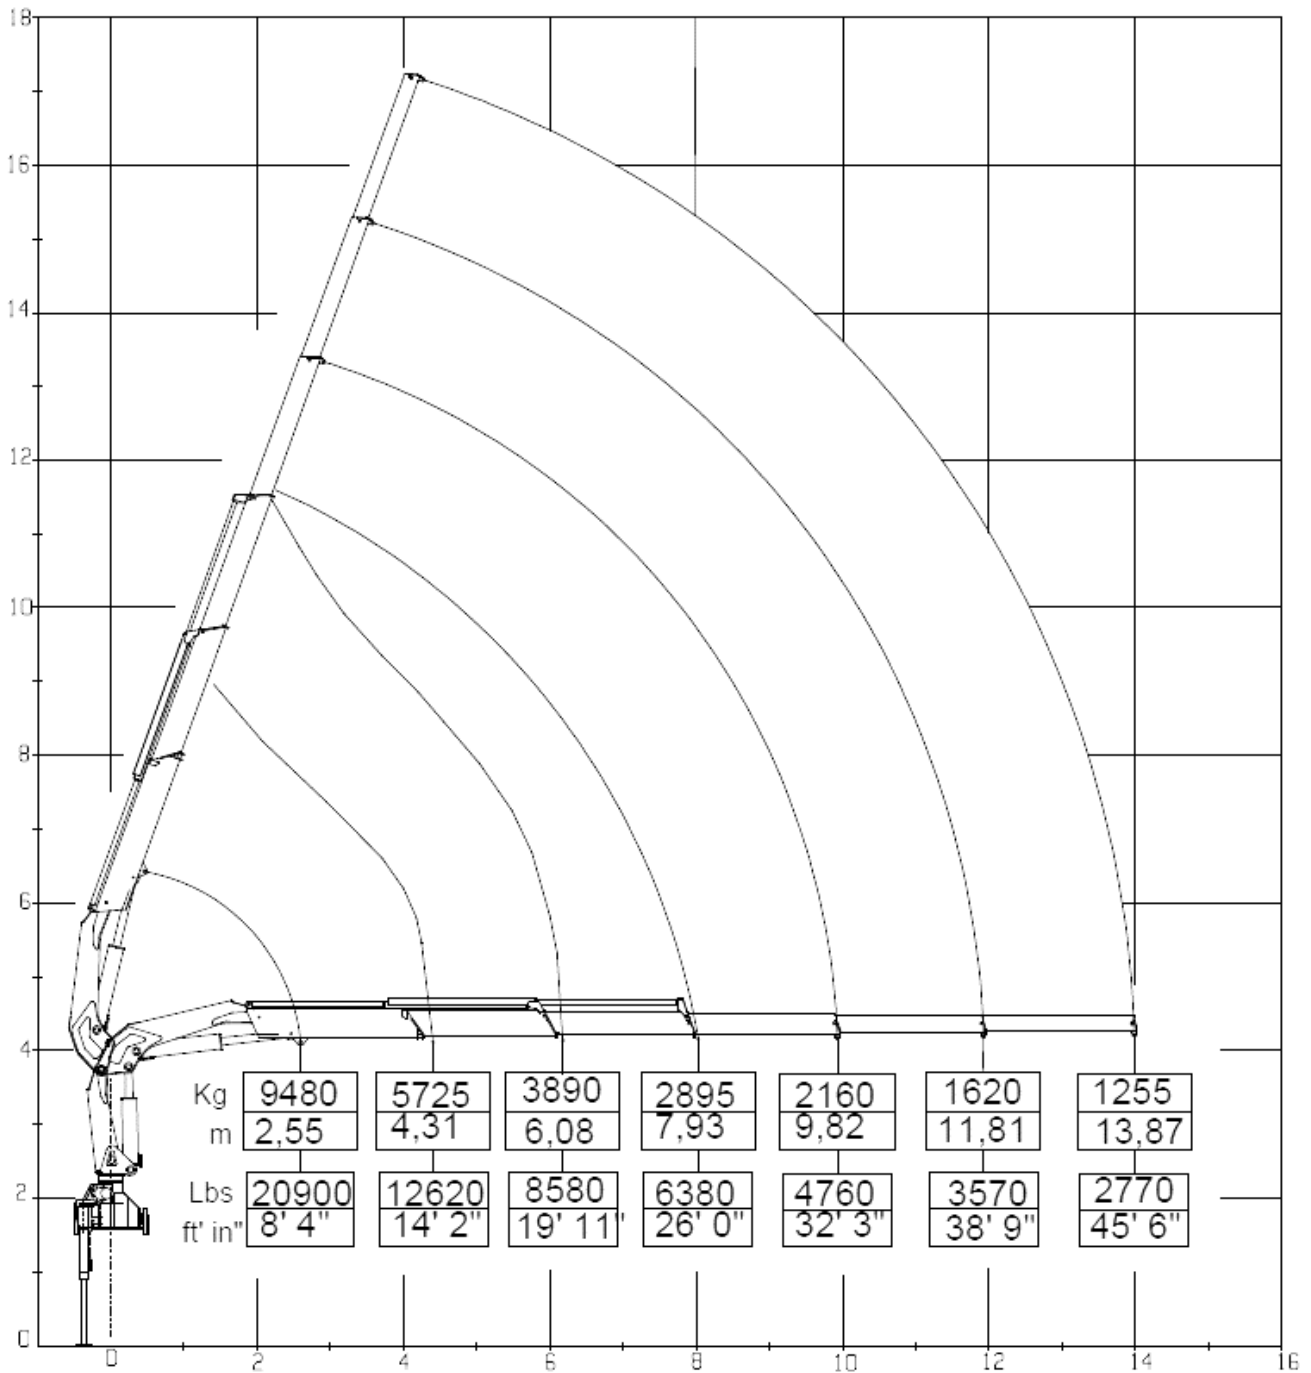 18
16
14
12
10
8
6
4
Kg 9480 5725 3890 2895 2160 1620 1255
m 2,55 4,31 6,08 7,93 9,82 11,81 13,87
2
Lbs 20900 12620 8580 6380 4760 3570 2770
ft' in" 8' 4" 14' 2" 19' 11" 26' 0" 32' 3" 38' 9" 45' 6"
0
0 2 4 6 8 10 12 14 16